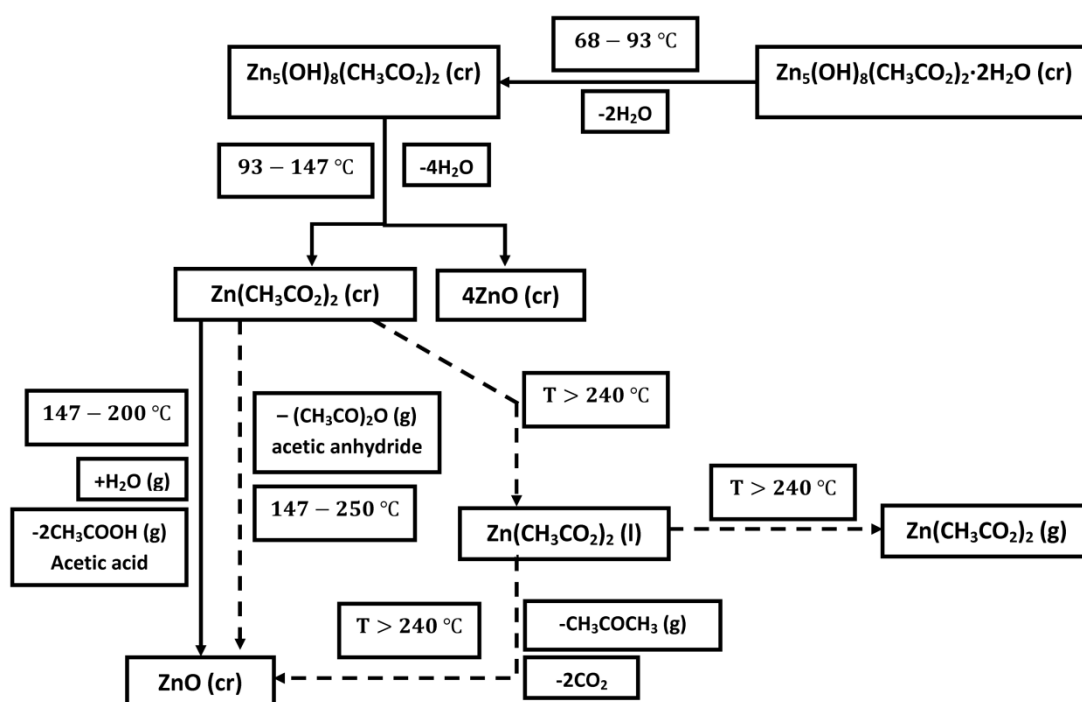 68 – 93 °C
Zn₅(OH)₈(CH₃CO₂)₂ (cr)
Zn₅(OH)₈(CH₃CO₂)₂·2H₂O (cr)
-2H₂O
93 – 147 °C
-4H₂O
Zn(CH₃CO₂)₂ (cr)
4ZnO (cr)
T > 240 °C
147 – 200 °C
– (CH₃CO)₂O (g)
acetic anhydride
+H₂O (g)
147 – 250 °C
T > 240 °C
-2CH₃COOH (g)
Acetic acid
Zn(CH₃CO₂)₂ (l)
Zn(CH₃CO₂)₂ (g)
T > 240 °C
-CH₃COCH₃ (g)
-2CO₂
ZnO (cr)